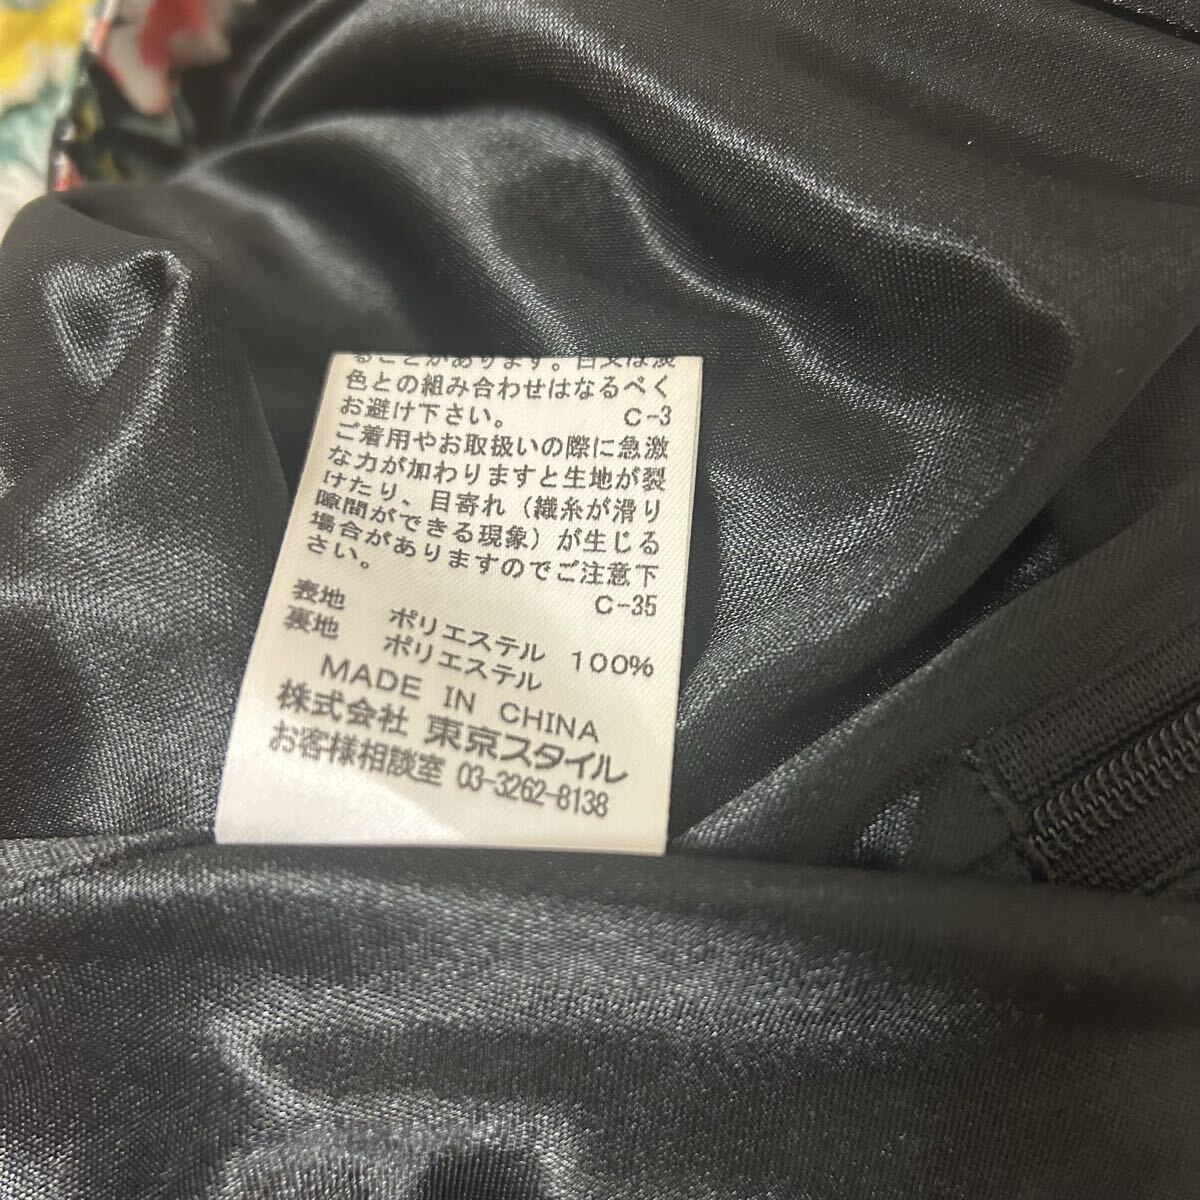 ることがあります。白又は淡
色との組み合わせはなるべく
お避け下さい。 C-3
ご着用やお取扱いの際に急激
な力が加わりますと生地が裂
けたり、目寄れ（織糸が滑り
隙間ができる現象）が生じる
場合がありますのでご注意下
さい。 C-35
表地 ポリエステル 100%
裏地 ポリエステル
MADE IN CHINA
株式会社 東京スタイル
お客様相談室 03-3262-8138